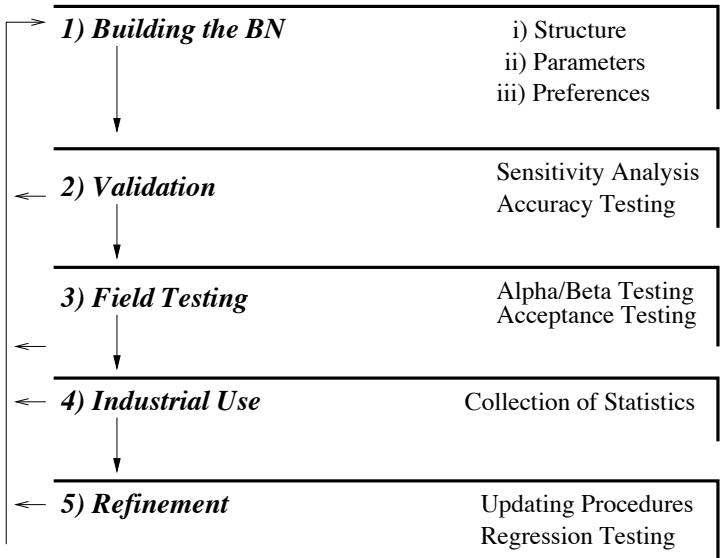 1) Building the BN
i) Structure
ii) Parameters
iii) Preferences
2) Validation
Sensitivity Analysis
Accuracy Testing
3) Field Testing
Alpha/Beta Testing
Acceptance Testing
4) Industrial Use
Collection of Statistics
5) Refinement
Updating Procedures
Regression Testing